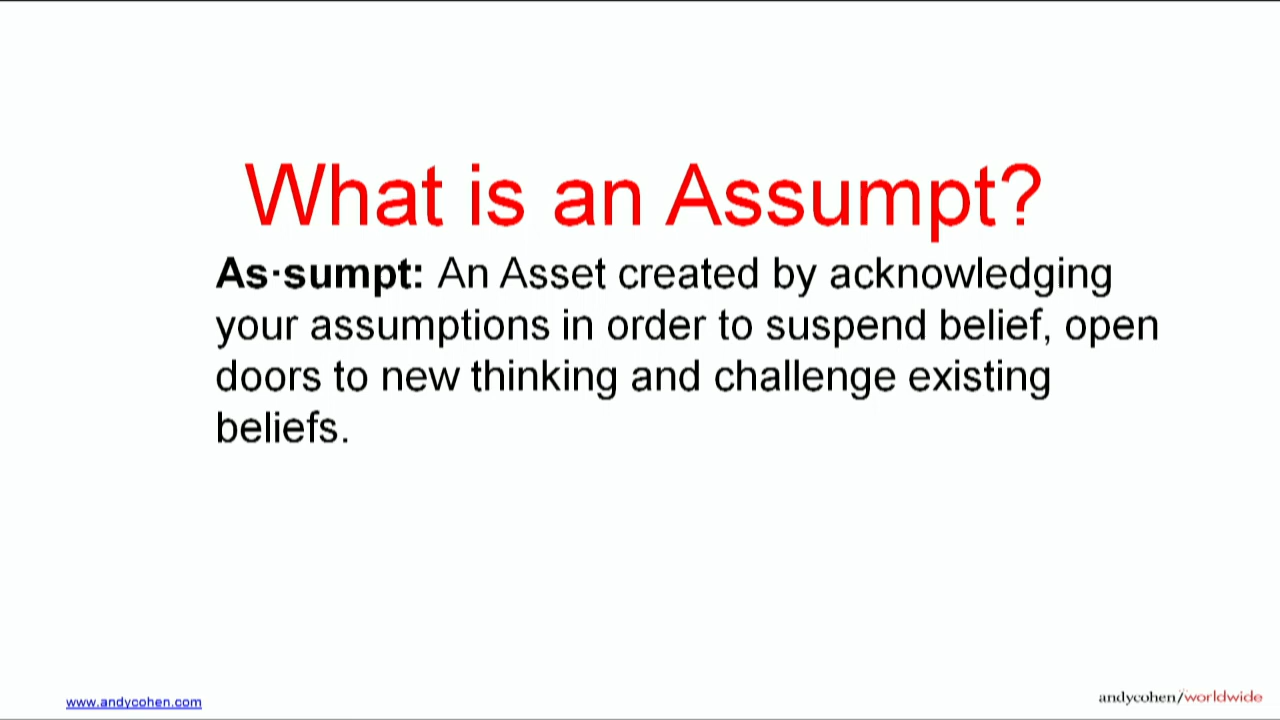 What is an Assumpt?
As·sumpt: An Asset created by acknowledging
your assumptions in order to suspend belief, open
doors to new thinking and challenge existing
beliefs.
www.andycohen.com
andycohen/worldwide